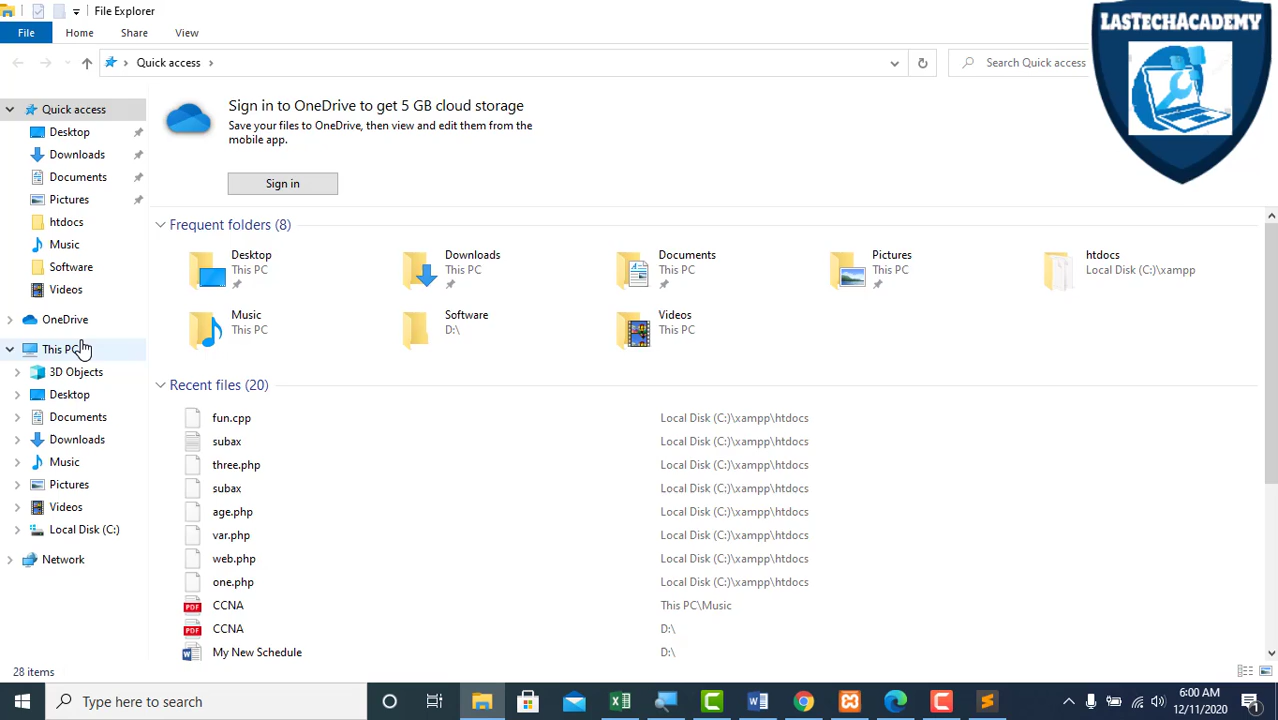 File Explorer
LASTECHACADEMY
File Home Share View
Quick access
Search Quick access
Quick access
Desktop
Downloads
Documents
Pictures
htdocs
Music
Software
Videos
OneDrive
This PC
3D Objects
Desktop
Documents
Downloads
Music
Pictures
Videos
Local Disk (C:)
Network
Sign in to OneDrive to get 5 GB cloud storage
Save your files to OneDrive, then view and edit them from the
mobile app.
Sign in
Frequent folders (8)
Desktop
This PC
Downloads
This PC
Documents
This PC
Pictures
This PC
htdocs
Local Disk (C:)\xampp
Music
This PC
Software
D:\
Videos
This PC
Recent files (20)
fun.cpp Local Disk (C:)\xampp\htdocs
subax Local Disk (C:)\xampp\htdocs
three.php Local Disk (C:)\xampp\htdocs
subax Local Disk (C:)\xampp\htdocs
age.php Local Disk (C:)\xampp\htdocs
var.php Local Disk (C:)\xampp\htdocs
web.php Local Disk (C:)\xampp\htdocs
one.php Local Disk (C:)\xampp\htdocs
CCNA This PC\Music
CCNA D:\
My New Schedule D:\
28 items
Type here to search
6:00 AM
12/11/2020